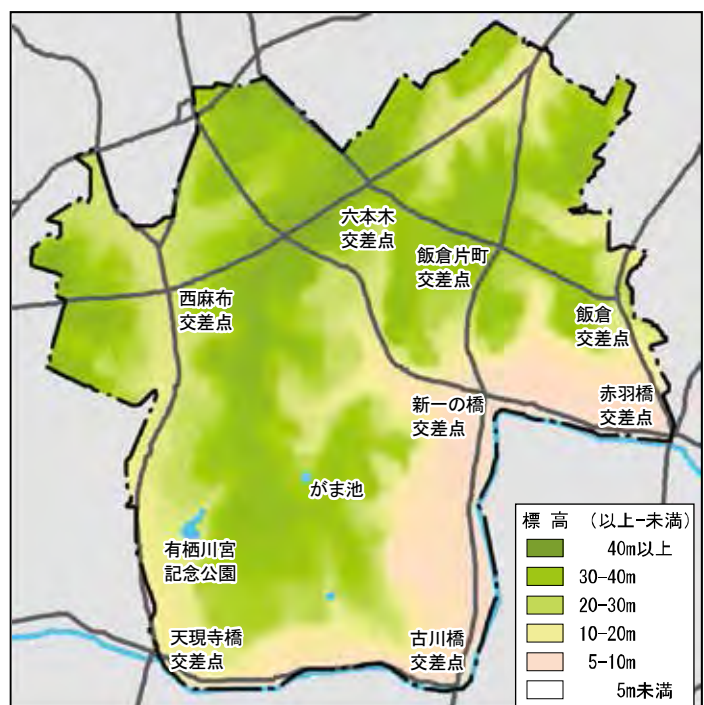 六本木
交差点
飯倉片町
交差点
西麻布
交差点
飯倉
交差点
赤羽橋
交差点
新一の橋
交差点
がま池
有栖川宮
記念公園
天現寺橋
交差点
古川橋
交差点
標 高 (以上-未満)
40m以上
30-40m
20-30m
10-20m
5-10m
5m未満